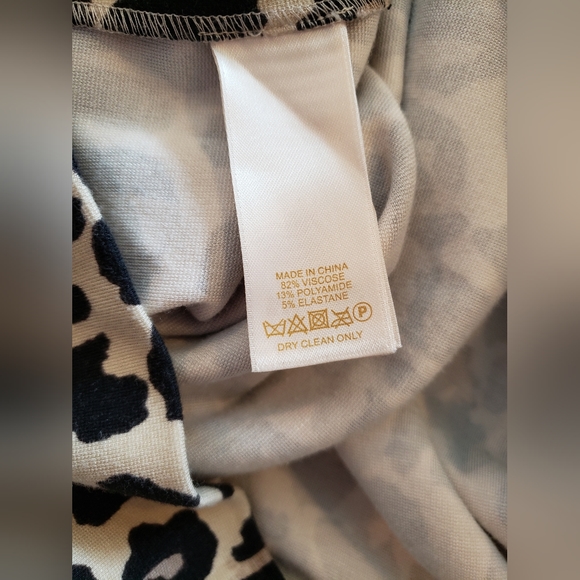 MADE IN CHINA
82% VISCOSE
13% POLYAMIDE
5% ELASTANE
P
DRY CLEAN ONLY